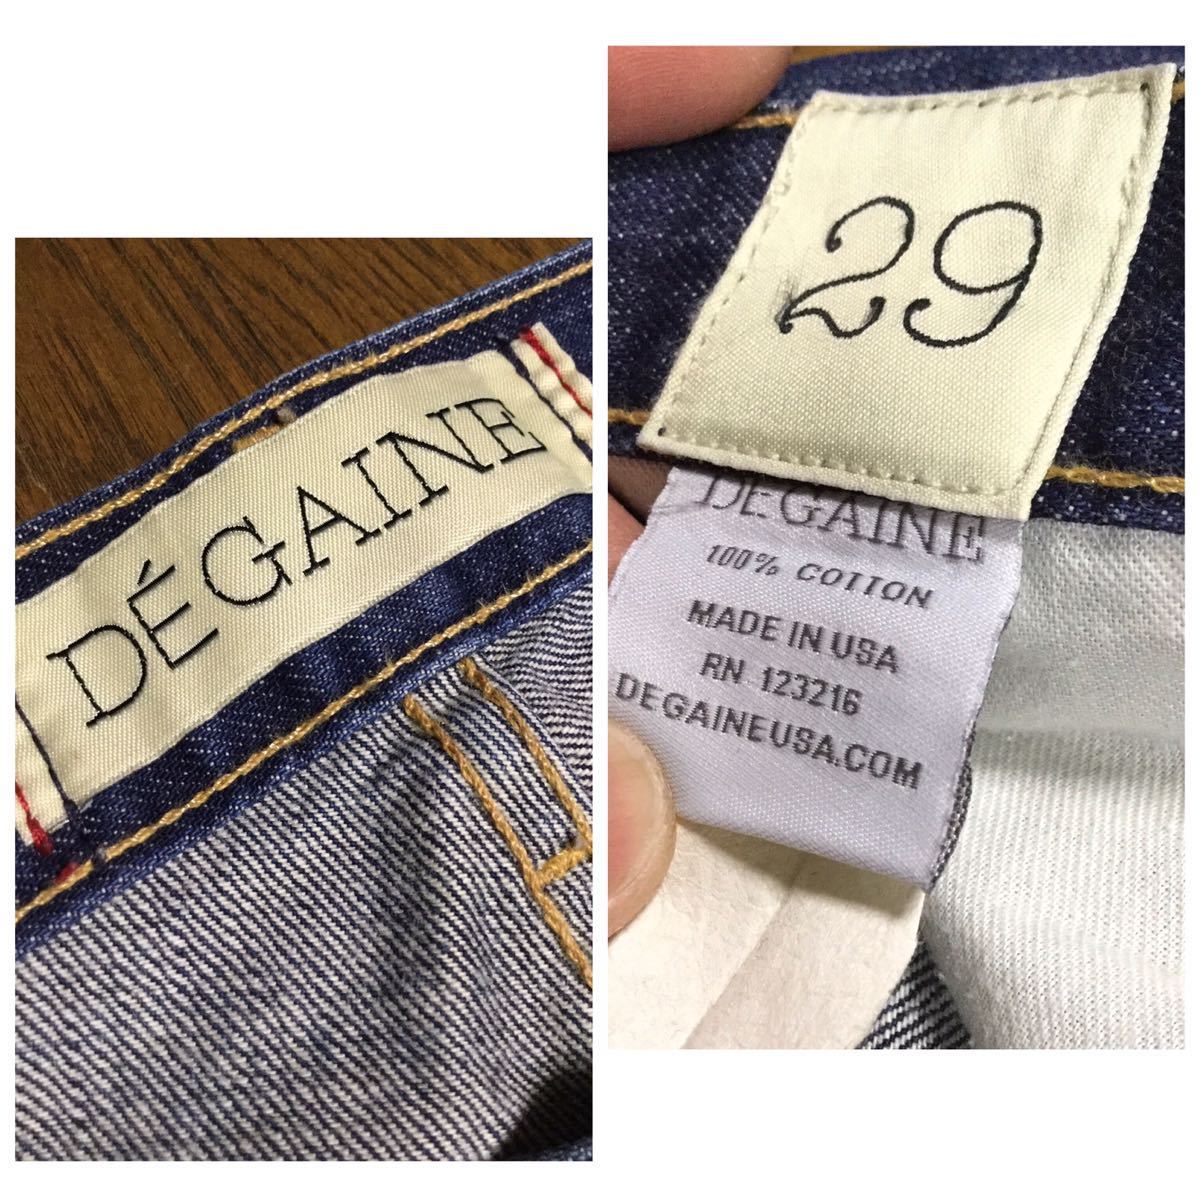 DÉGAINE
29
DÉGAINE
100% COTTON
MADE IN USA
RN 123216
DEGAINEUSA.COM